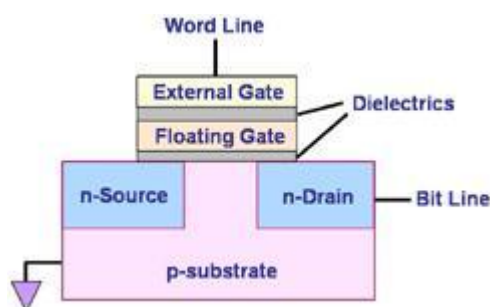 Word Line
External Gate
Dielectrics
Floating Gate
n-Source
n-Drain
Bit Line
p-substrate